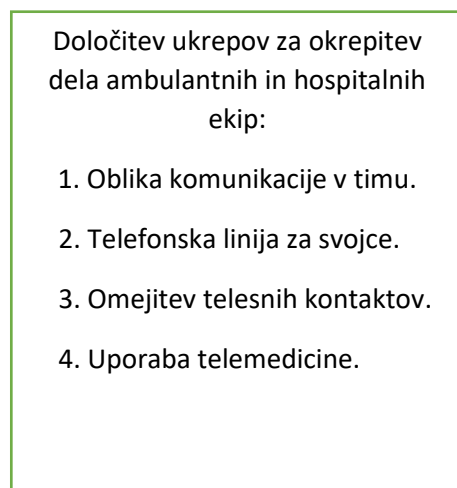 Določitev ukrepov za okrepitev
dela ambulantnih in hospitalnih
ekip:
1. Oblika komunikacije v timu.
2. Telefonska linija za svojce.
3. Omejitev telesnih kontaktov.
4. Uporaba telemedicine.